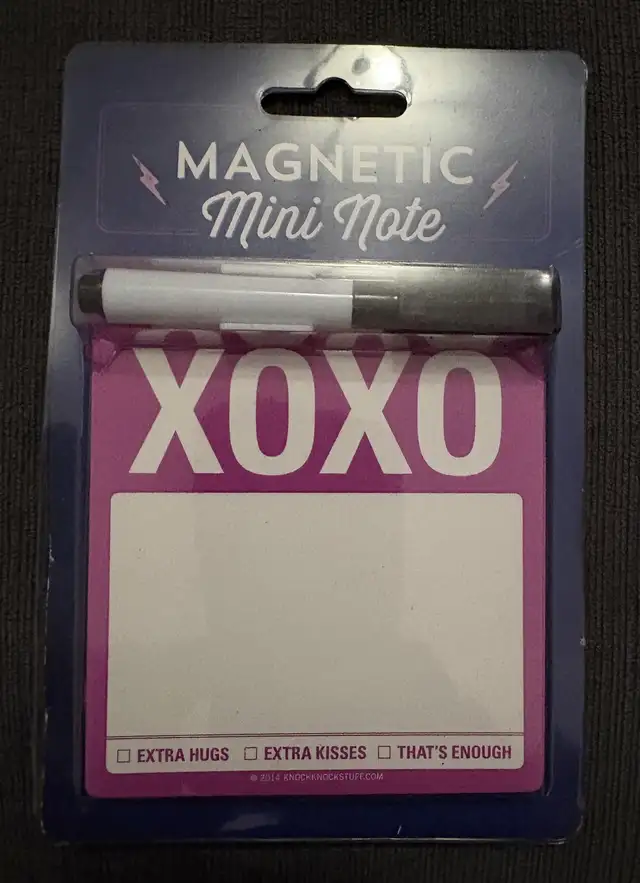 MAGNETIC
Mini Note
XOXO
☐ EXTRA HUGS ☐ EXTRA KISSES ☐ THAT'S ENOUGH
© 2014 KNOCKKNOCKSTUFF.COM